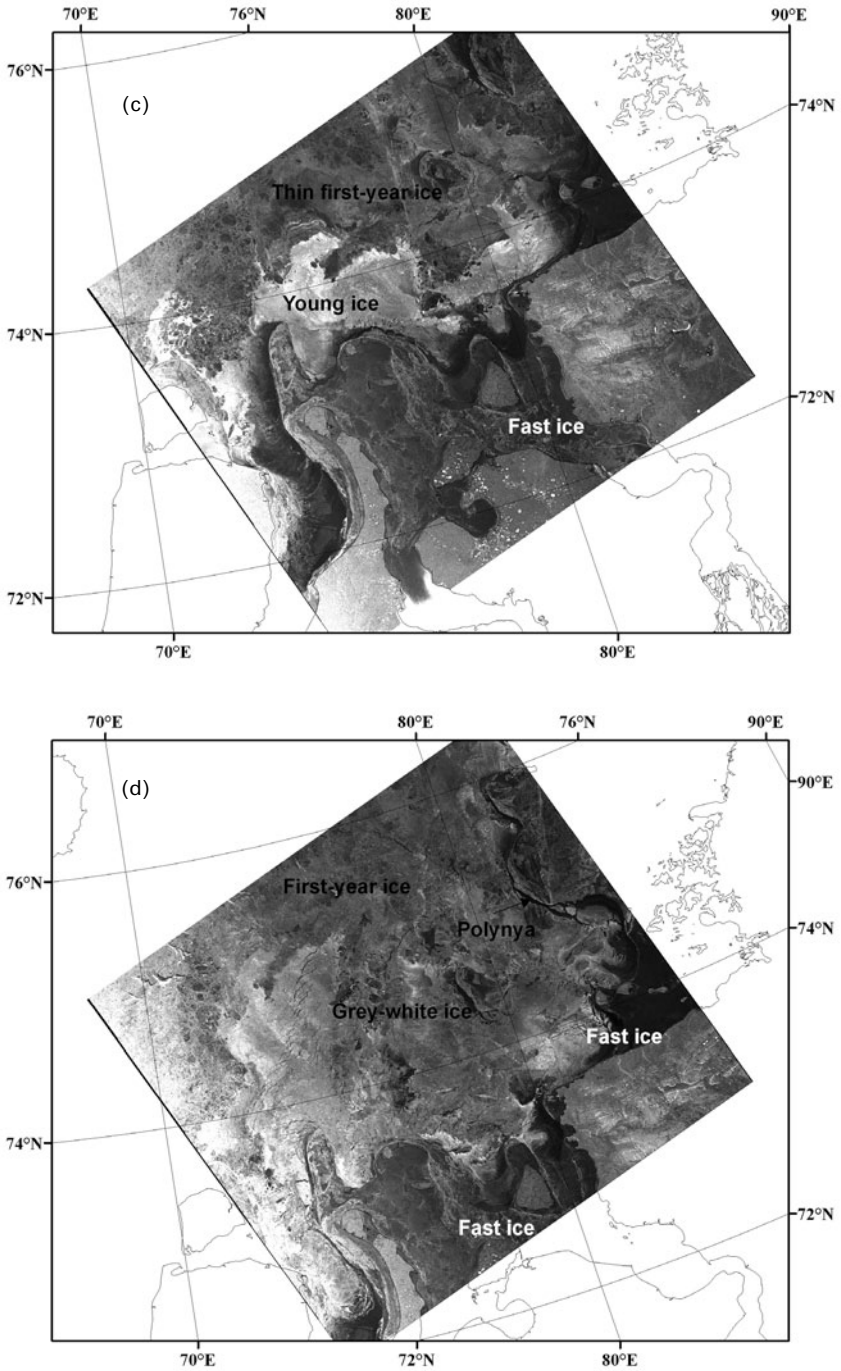 70°E 76°N 80°E 90°E
76°N
(c)
74°N
Thin first-year ice
Young ice
74°N
72°N
Fast ice
72°N
70°E 80°E
70°E 80°E 76°N 90°E
(d)
90°E
76°N
First-year ice
Polynya
74°N
Grey-white ice
Fast ice
74°N
72°N
Fast ice
70°E 72°N 80°E